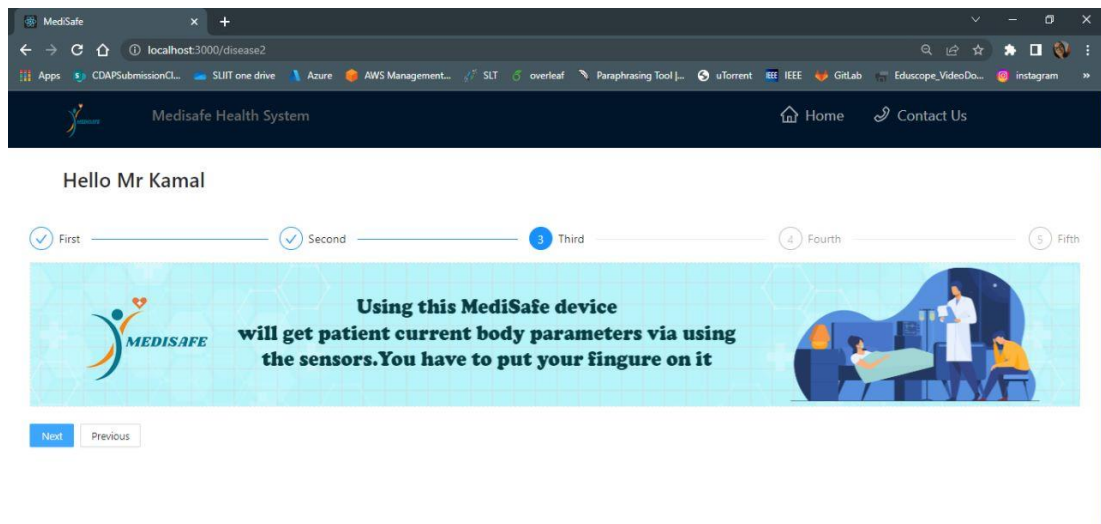 MediSafe
localhost:3000/disease2
Apps CDAPSubmissionCl... SLIIT one drive Azure AWS Management... SLT overleaf Paraphrasing Tool |... uTorrent IEEE IEEE GitLab Eduscope_VideoDo... instagram »
MEDISAFE Medisafe Health System Home Contact Us
Hello Mr Kamal
First Second 3 Third 4 Fourth 5 Fifth
Using this MediSafe device
MEDISAFE will get patient current body parameters via using
the sensors.You have to put your fingure on it
Next Previous